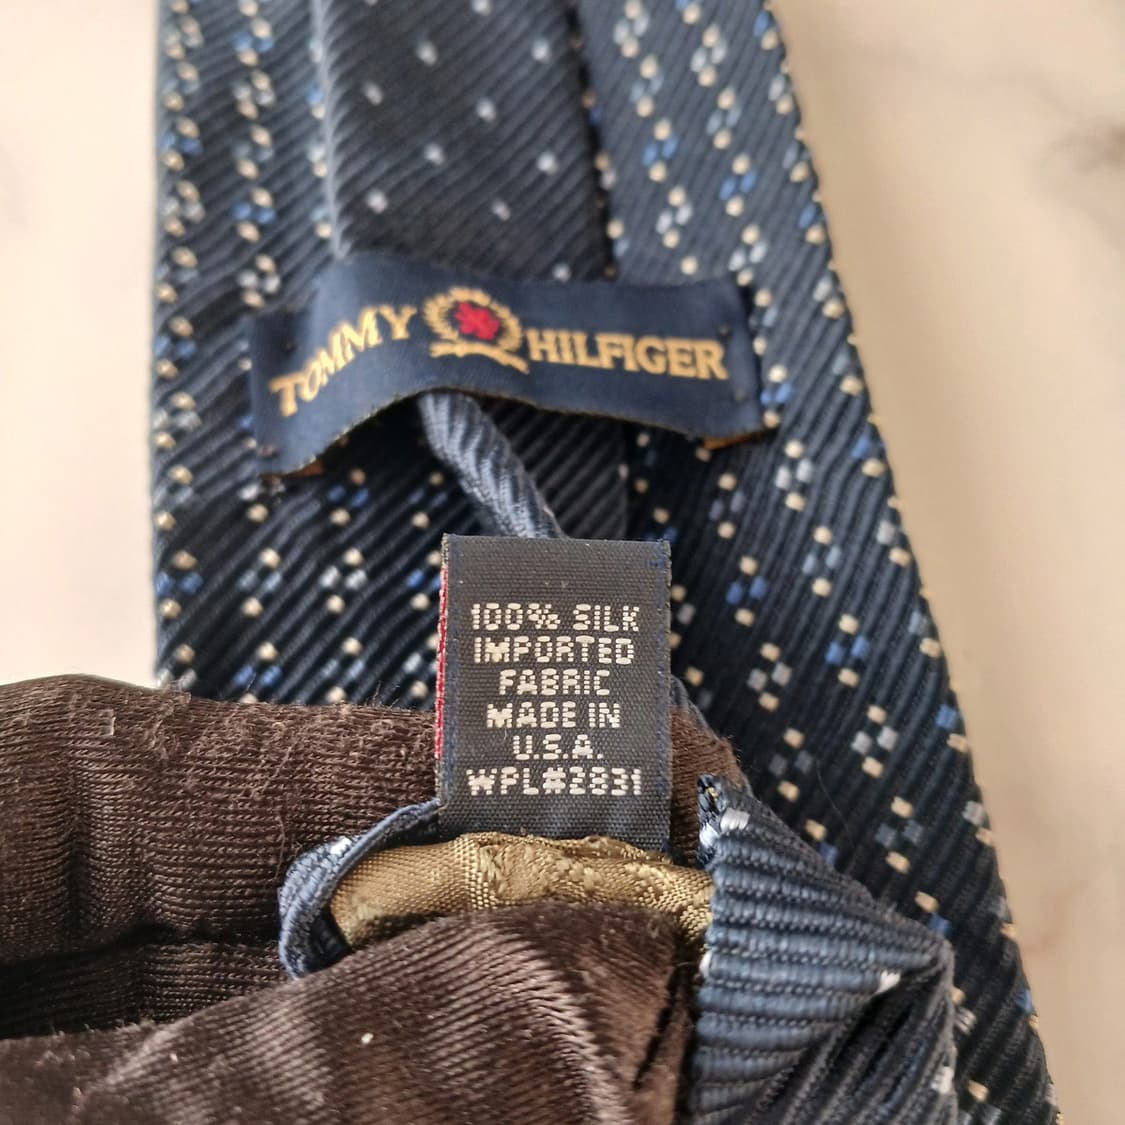 TOMMY HILFIGER
100% SILK
IMPORTED
FABRIC
MADE IN
U.S.A.
WPL#2831